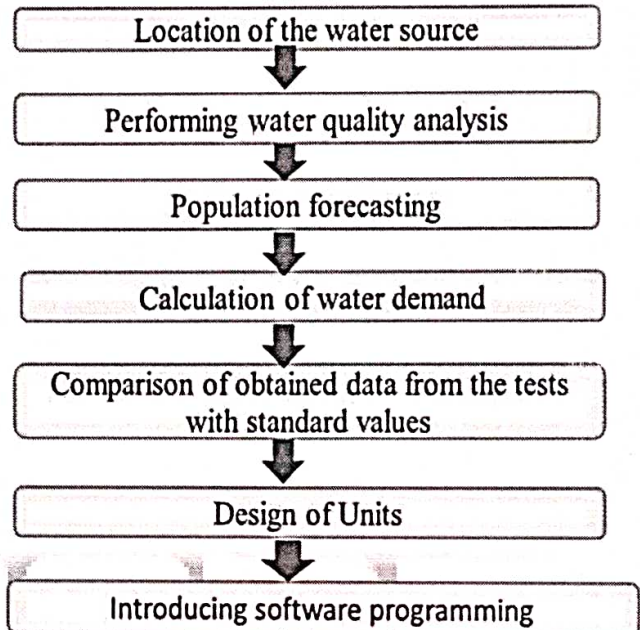 Location of the water source
Performing water quality analysis
Population forecasting
Calculation of water demand
Comparison of obtained data from the tests
with standard values
Design of Units
Introducing software programming